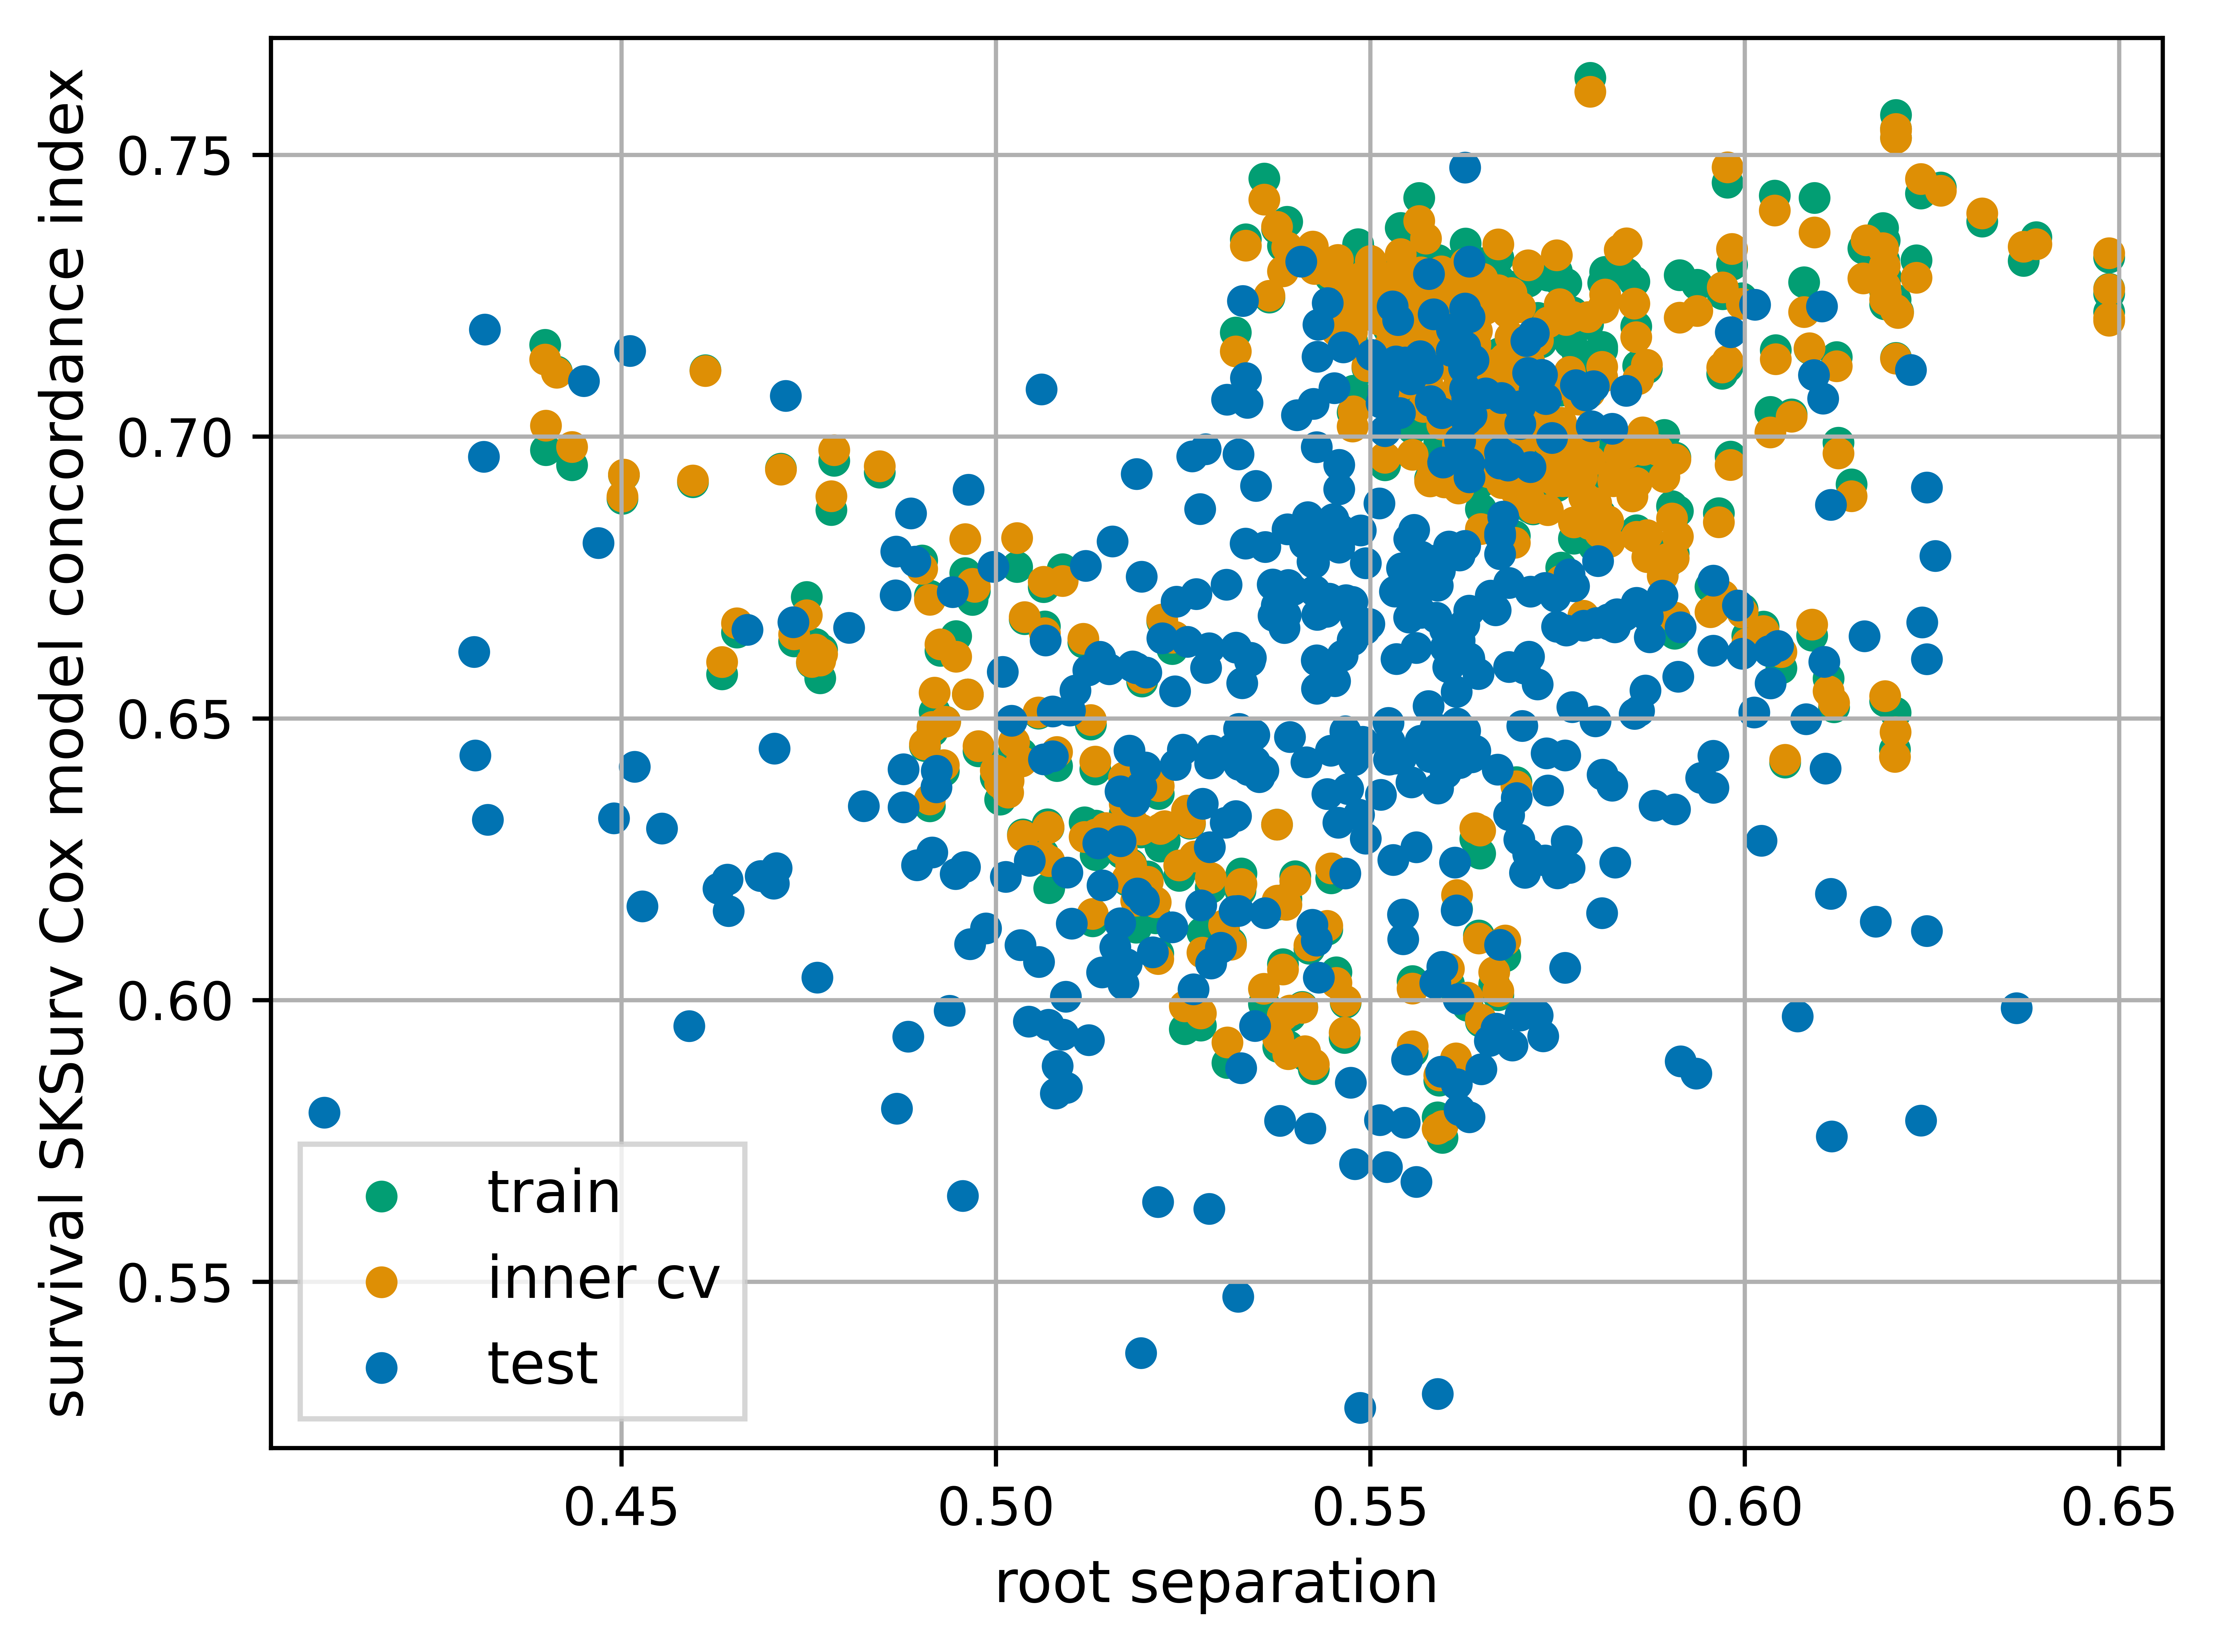 survival SKSurv Cox model concordance index
0.75
0.70
0.65
0.60
0.55
train
inner cv
test
0.45 0.50 0.55 0.60 0.65
root separation